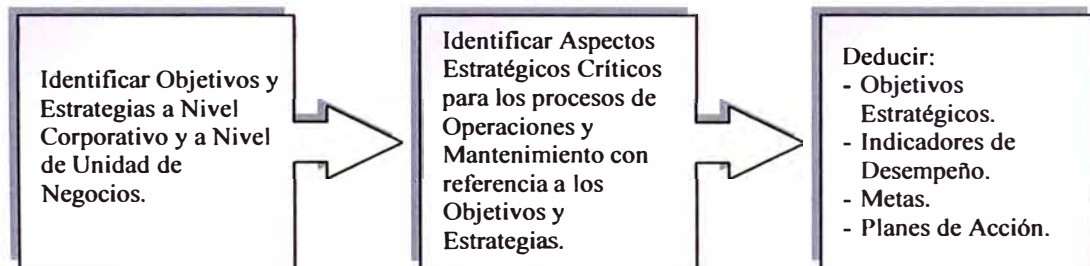 Identificar Objetivos y
Estrategias a Nivel
Corporativo y a Nivel
de Unidad de
Negocios.
Identificar Aspectos
Estratégicos Críticos
para los procesos de
Operaciones y
Mantenimiento con
referencia a los
Objetivos y
Estrategias.
Deducir:
- Objetivos
Estratégicos.
- Indicadores de
Desempeño.
- Metas.
- Planes de Acción.